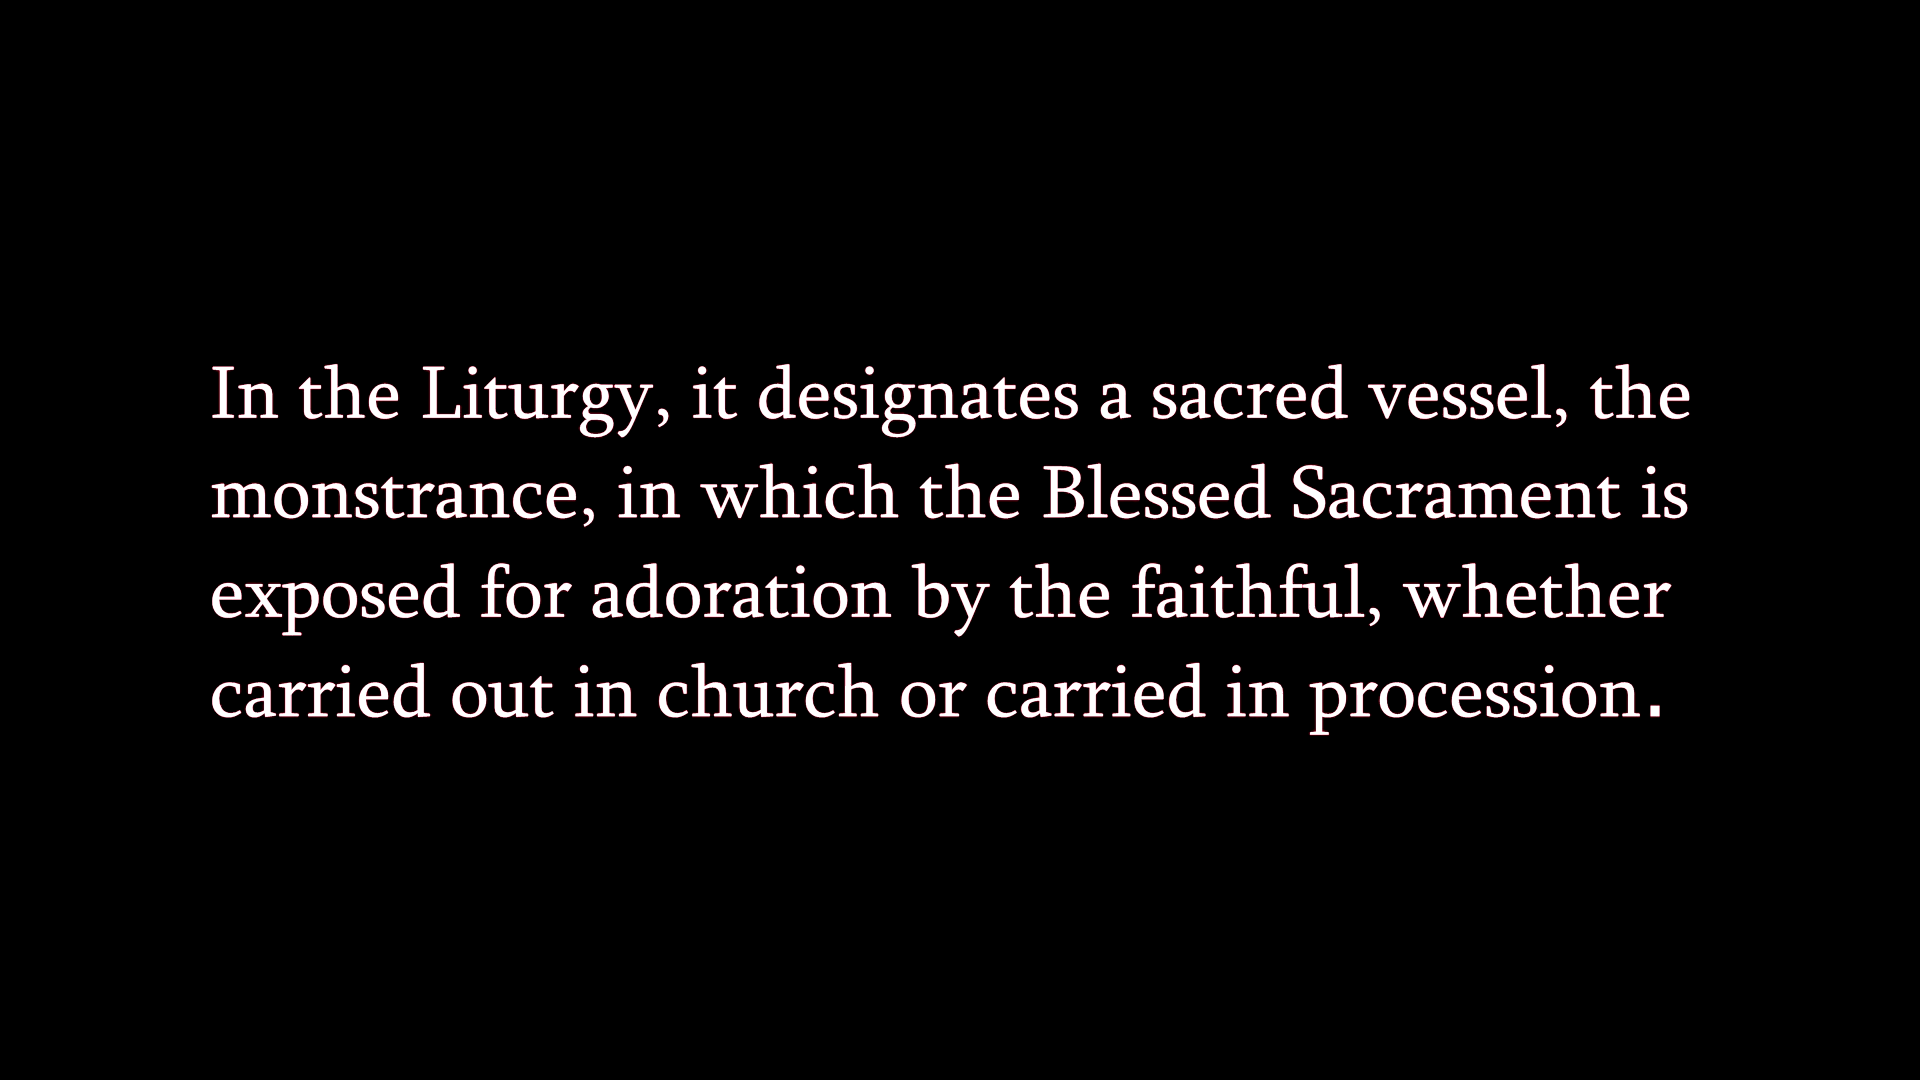 In the Liturgy, it designates a sacred vessel, the
monstrance, in which the Blessed Sacrament is
exposed for adoration by the faithful, whether
carried out in church or carried in procession.